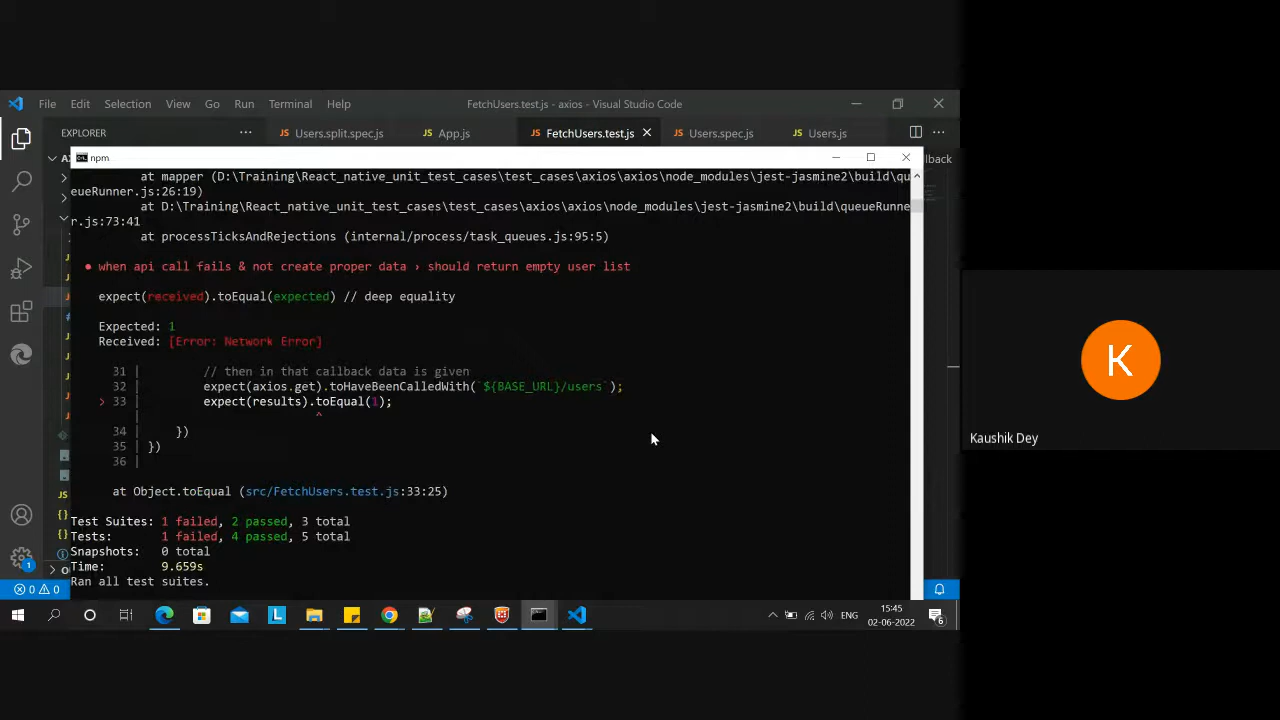 File Edit Selection View Go Run Terminal Help
FetchUsers.test.js - axios - Visual Studio Code
EXPLORER
Users.split.spec.js
App.js
FetchUsers.test.js
Users.spec.js
Users.js
npm
lback
at mapper (D:\Training\React_native_unit_test_cases\test_cases\axios\axios\node_modules\jest-jasmine2\build\qu
eueRunner.js:26:19)
at D:\Training\React_native_unit_test_cases\test_cases\axios\axios\node_modules\jest-jasmine2\build\queueRunne
r.js:73:41
at processTicksAndRejections (internal/process/task_queues.js:95:5)
● when api call fails & not create proper data › should return empty user list
expect(received).toEqual(expected) // deep equality
Expected: 1
Received: [Error: Network Error]
31 | // then in that callback data is given
32 | expect(axios.get).toHaveBeenCalledWith(`${BASE_URL}/users`);
> 33 | expect(results).toEqual(1);
| ^
34 | })
35 | })
36 |
at Object.toEqual (src/FetchUsers.test.js:33:25)
Test Suites: 1 failed, 2 passed, 3 total
Tests: 1 failed, 4 passed, 5 total
Snapshots: 0 total
Time: 9.659s
Ran all test suites.
0 0
ENG
15:45
02-06-2022
6
K
Kaushik Dey